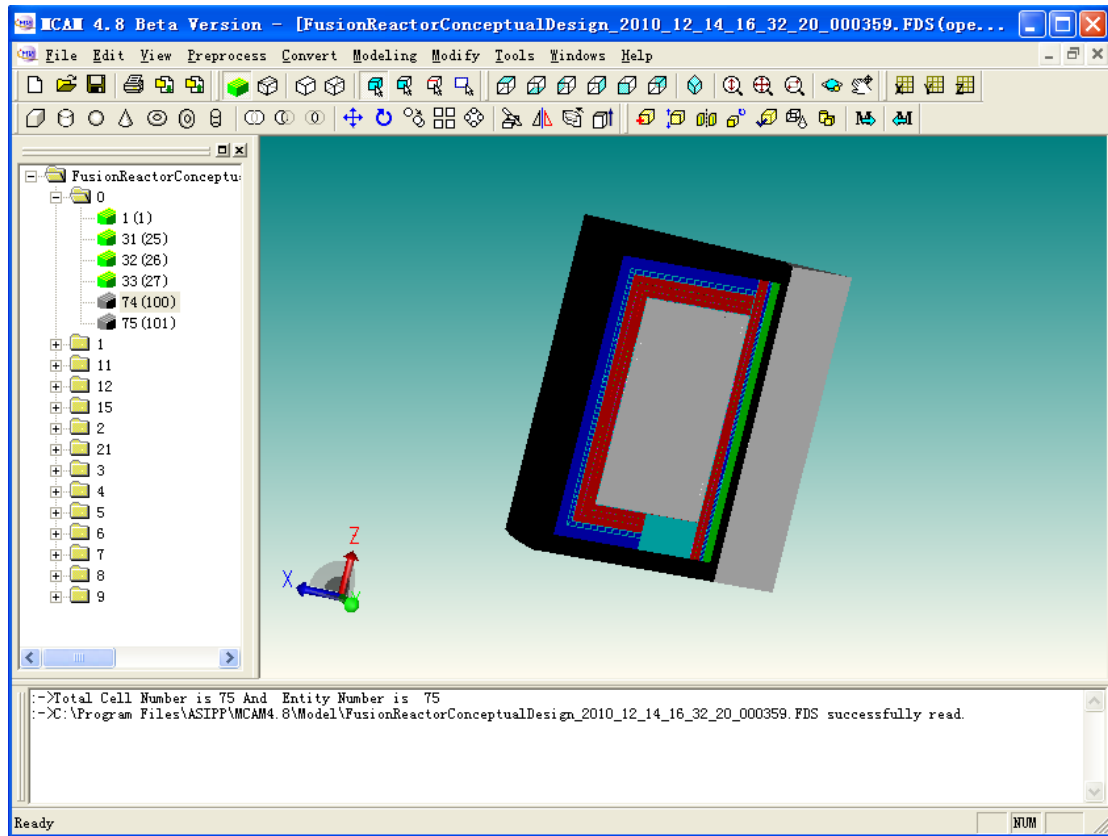 MCAM 4.8 Beta Version - [FusionReactorConceptualDesign_2010_12_14_16_32_20_000359.FDS(ope...
File Edit View Preprocess Convert Modeling Modify Tools Windows Help
FusionReactorConceptu
0
1 (1)
31 (25)
32 (26)
33 (27)
74 (100)
75 (101)
1
11
12
15
2
21
3
4
5
6
7
8
9
Z
X
Y
:->Total Cell Number is 75 And Entity Number is 75
:->C:\Program Files\ASIPP\MCAM4.8\Model\FusionReactorConceptualDesign_2010_12_14_16_32_20_000359.FDS successfully read.
Ready
NUM